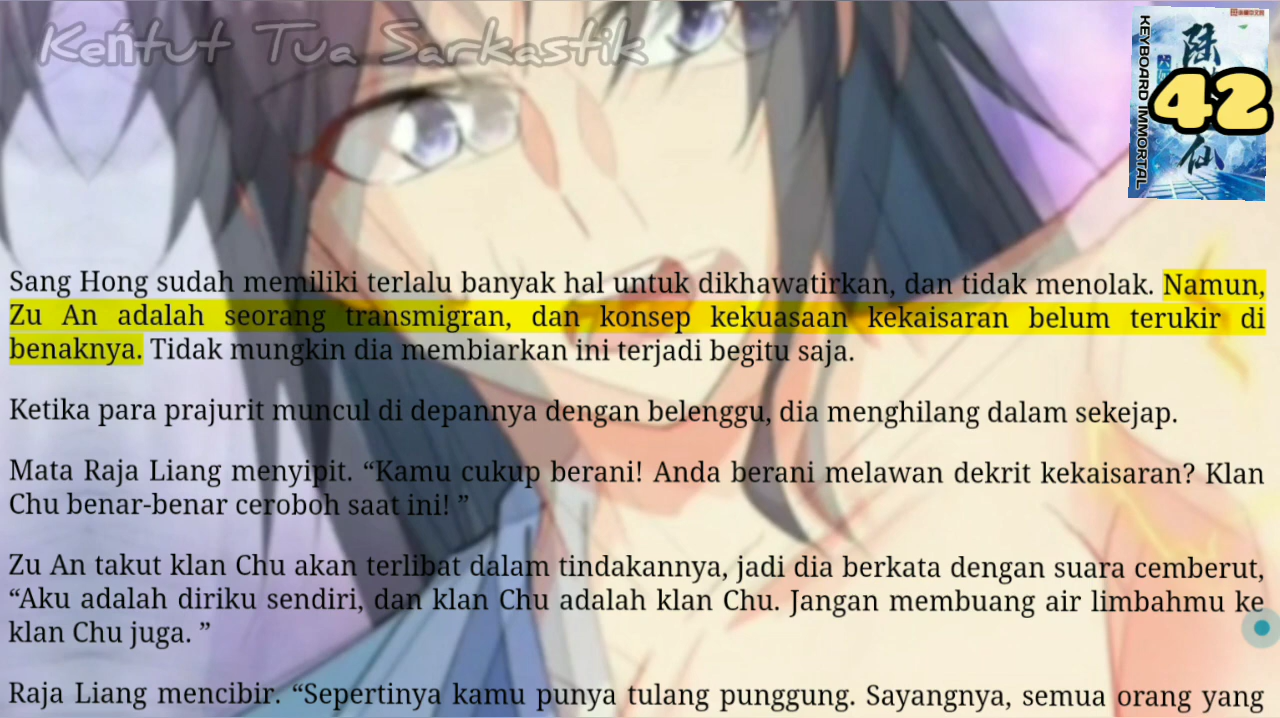 Keńtut Tua Sarkastik
KEYBOARD IMMORTAL
42
仙
Sang Hong sudah memiliki terlalu banyak hal untuk dikhawatirkan, dan tidak menolak. Namun,
Zu An adalah seorang transmigran, dan konsep kekuasaan kekaisaran belum terukir di
benaknya. Tidak mungkin dia membiarkan ini terjadi begitu saja.
Ketika para prajurit muncul di depannya dengan belenggu, dia menghilang dalam sekejap.
Mata Raja Liang menyipit. “Kamu cukup berani! Anda berani melawan dekrit kekaisaran? Klan
Chu benar-benar ceroboh saat ini! ”
Zu An takut klan Chu akan terlibat dalam tindakannya, jadi dia berkata dengan suara cemberut,
“Aku adalah diriku sendiri, dan klan Chu adalah klan Chu. Jangan membuang air limbahmu ke
klan Chu juga. ”
Raja Liang mencibir. “Sepertinya kamu punya tulang punggung. Sayangnya, semua orang yang